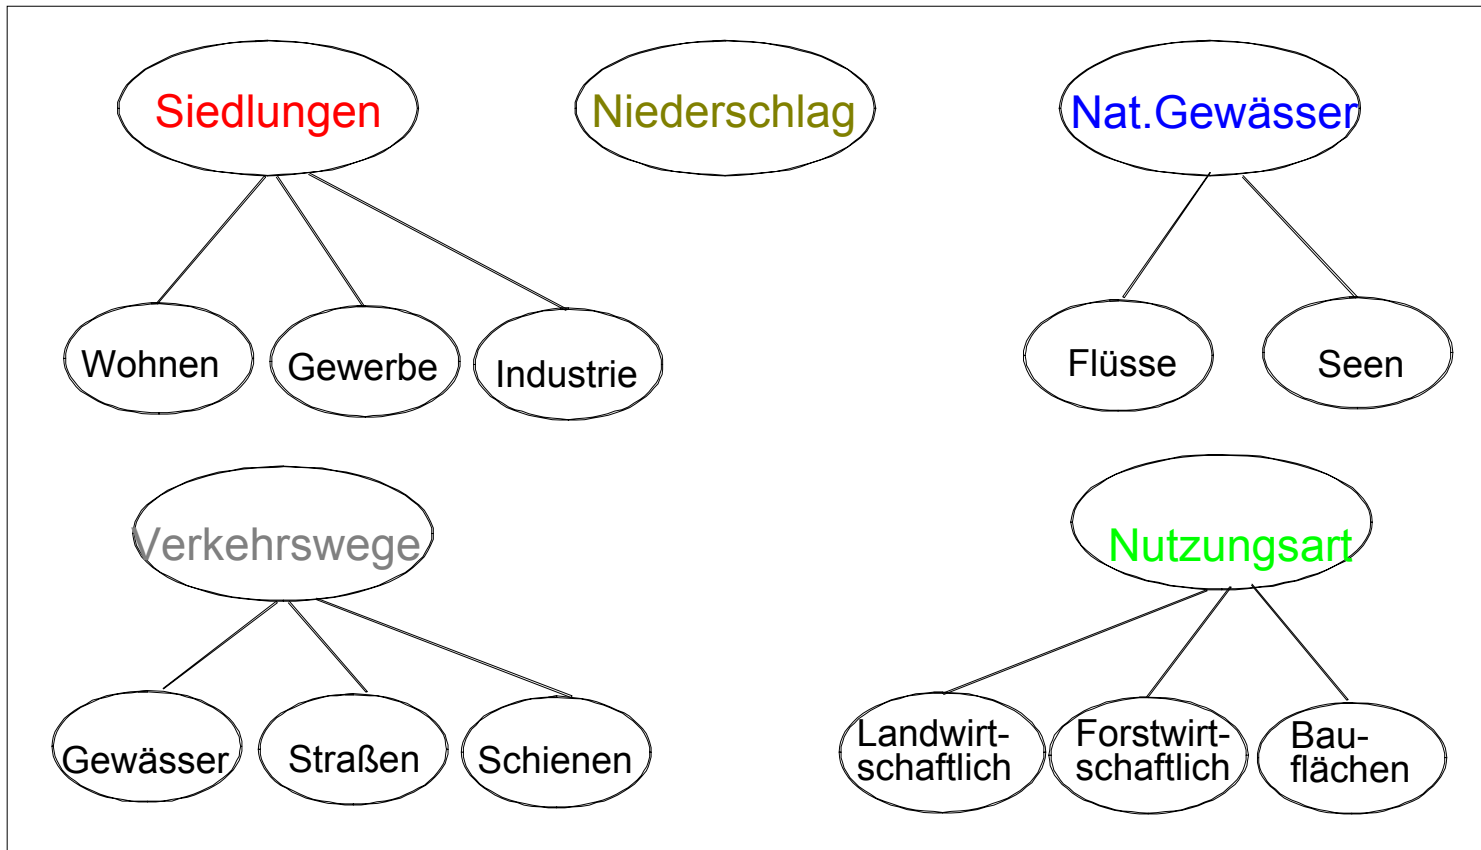 Siedlungen
Niederschlag
Nat.Gewässer
Wohnen
Gewerbe
Industrie
Flüsse
Seen
Verkehrswege
Nutzungsart
Gewässer
Straßen
Schienen
Landwirt-
schaftlich
Forstwirt-
schaftlich
Bau-
flächen